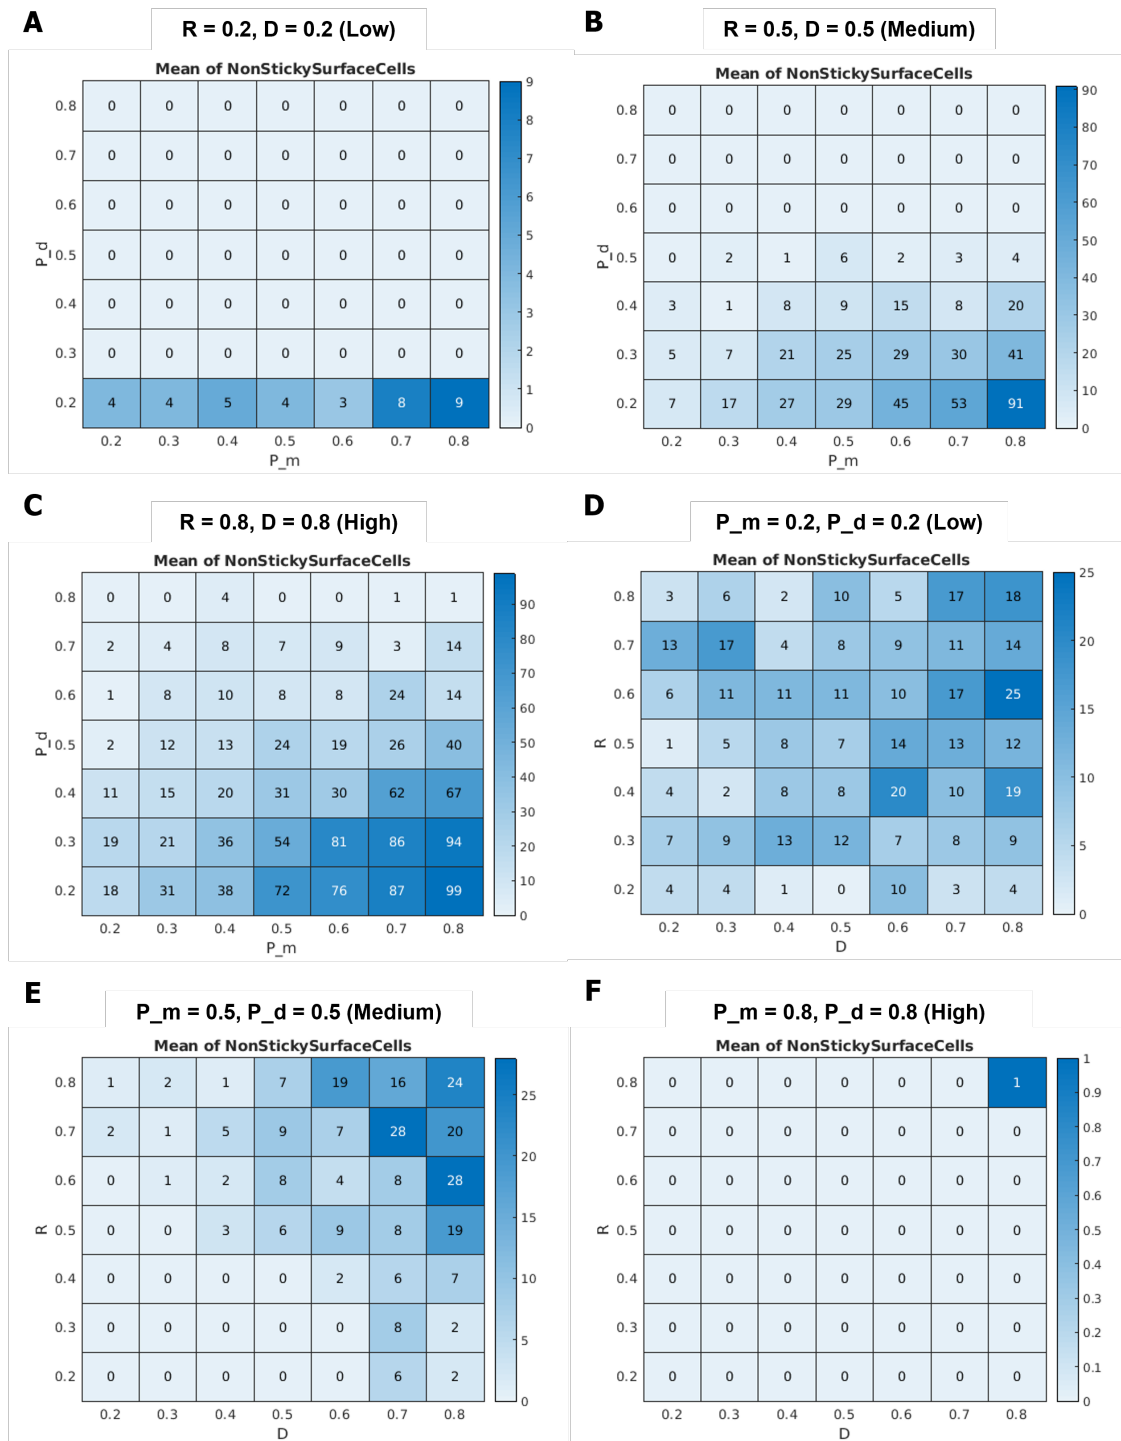 A
R = 0.2, D = 0.2 (Low)
Mean of NonStickySurfaceCells
0.8 0 0 0 0 0 0 0
0.7 0 0 0 0 0 0 0
0.6 0 0 0 0 0 0 0
0.5 0 0 0 0 0 0 0
0.4 0 0 0 0 0 0 0
0.3 0 0 0 0 0 0 0
0.2 4 4 5 4 3 8 9
0.2 0.3 0.4 0.5 0.6 0.7 0.8
P_m
P_d
9
8
7
6
5
4
3
2
1
0
B
R = 0.5, D = 0.5 (Medium)
Mean of NonStickySurfaceCells
0.8 0 0 0 0 0 0 0
0.7 0 0 0 0 0 0 0
0.6 0 0 0 0 0 0 0
0.5 0 2 1 6 2 3 4
0.4 3 1 8 9 15 8 20
0.3 5 7 21 25 29 30 41
0.2 7 17 27 29 45 53 91
0.2 0.3 0.4 0.5 0.6 0.7 0.8
P_m
P_d
90
80
70
60
50
40
30
20
10
0
C
R = 0.8, D = 0.8 (High)
Mean of NonStickySurfaceCells
0.8 0 0 4 0 0 1 1
0.7 2 4 8 7 9 3 14
0.6 1 8 10 8 8 24 14
0.5 2 12 13 24 19 26 40
0.4 11 15 20 31 30 62 67
0.3 19 21 36 54 81 86 94
0.2 18 31 38 72 76 87 99
0.2 0.3 0.4 0.5 0.6 0.7 0.8
P_m
P_d
90
80
70
60
50
40
30
20
10
0
D
P_m = 0.2, P_d = 0.2 (Low)
Mean of NonStickySurfaceCells
0.8 3 6 2 10 5 17 18
0.7 13 17 4 8 9 11 14
0.6 6 11 11 11 10 17 25
0.5 1 5 8 7 14 13 12
0.4 4 2 8 8 20 10 19
0.3 7 9 13 12 7 8 9
0.2 4 4 1 0 10 3 4
0.2 0.3 0.4 0.5 0.6 0.7 0.8
D
R
25
20
15
10
5
0
E
P_m = 0.5, P_d = 0.5 (Medium)
Mean of NonStickySurfaceCells
0.8 1 2 1 7 19 16 24
0.7 2 1 5 9 7 28 20
0.6 0 1 2 8 4 8 28
0.5 0 0 3 6 9 8 19
0.4 0 0 0 0 2 6 7
0.3 0 0 0 0 0 8 2
0.2 0 0 0 0 0 6 2
0.2 0.3 0.4 0.5 0.6 0.7 0.8
D
R
25
20
15
10
5
0
F
P_m = 0.8, P_d = 0.8 (High)
Mean of NonStickySurfaceCells
0.8 0 0 0 0 0 0 1
0.7 0 0 0 0 0 0 0
0.6 0 0 0 0 0 0 0
0.5 0 0 0 0 0 0 0
0.4 0 0 0 0 0 0 0
0.3 0 0 0 0 0 0 0
0.2 0 0 0 0 0 0 0
0.2 0.3 0.4 0.5 0.6 0.7 0.8
D
R
1
0.9
0.8
0.7
0.6
0.5
0.4
0.3
0.2
0.1
0